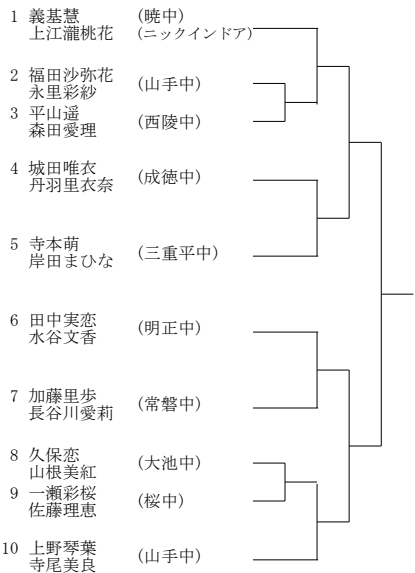 1 義基慧 (暁中)
上江瀧桃花 (ニックインドア)
2 福田沙弥花
永里彩紗 (山手中)
3 平山遥
森田愛理 (西陵中)
4 城田唯衣
丹羽里衣奈 (成徳中)
5 寺本萌
岸田まひな (三重平中)
6 田中実恋
水谷文香 (明正中)
7 加藤里歩
長谷川愛莉 (常磐中)
8 久保恋
山根美紅 (大池中)
9 一瀬彩桜
佐藤理恵 (桜中)
10 上野琴葉
寺尾美良 (山手中)